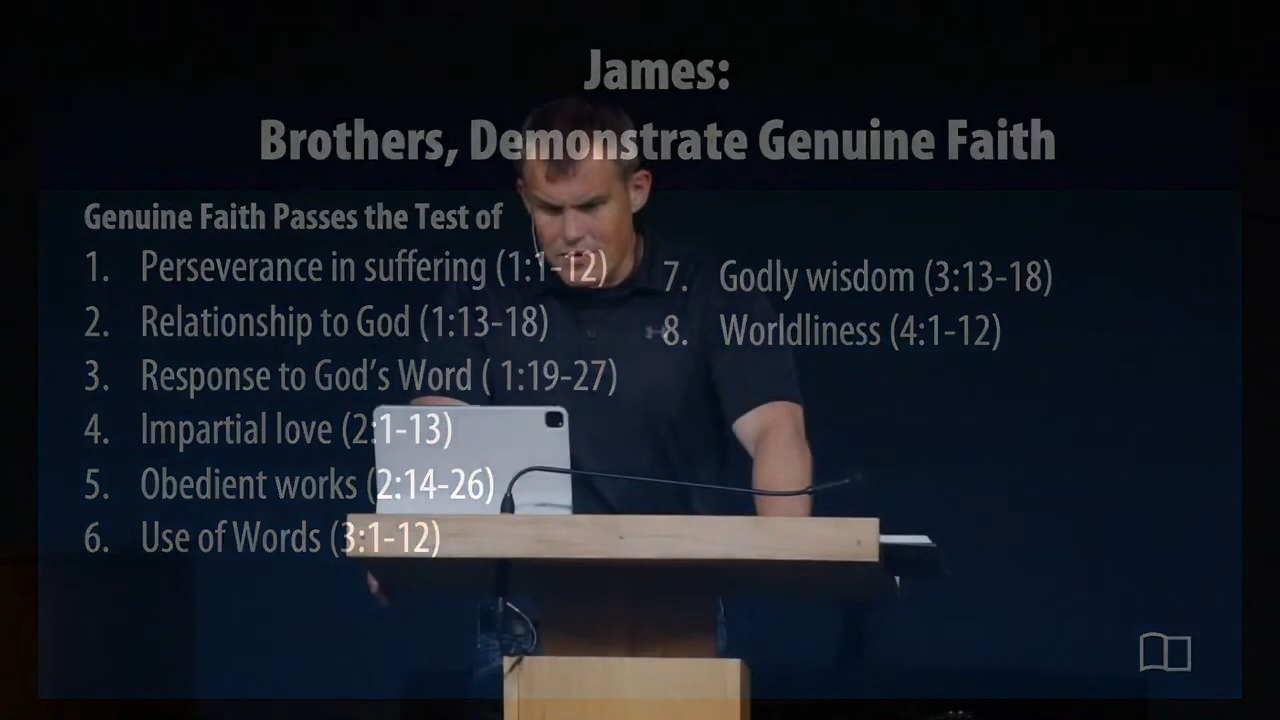 James:
Brothers, Demonstrate Genuine Faith
Genuine Faith Passes the Test of
1. Perseverance in suffering (1:1-12)
2. Relationship to God (1:13-18)
3. Response to God's Word ( 1:19-27)
4. Impartial love (2:1-13)
5. Obedient works (2:14-26)
6. Use of Words (3:1-12)
7. Godly wisdom (3:13-18)
8. Worldliness (4:1-12)